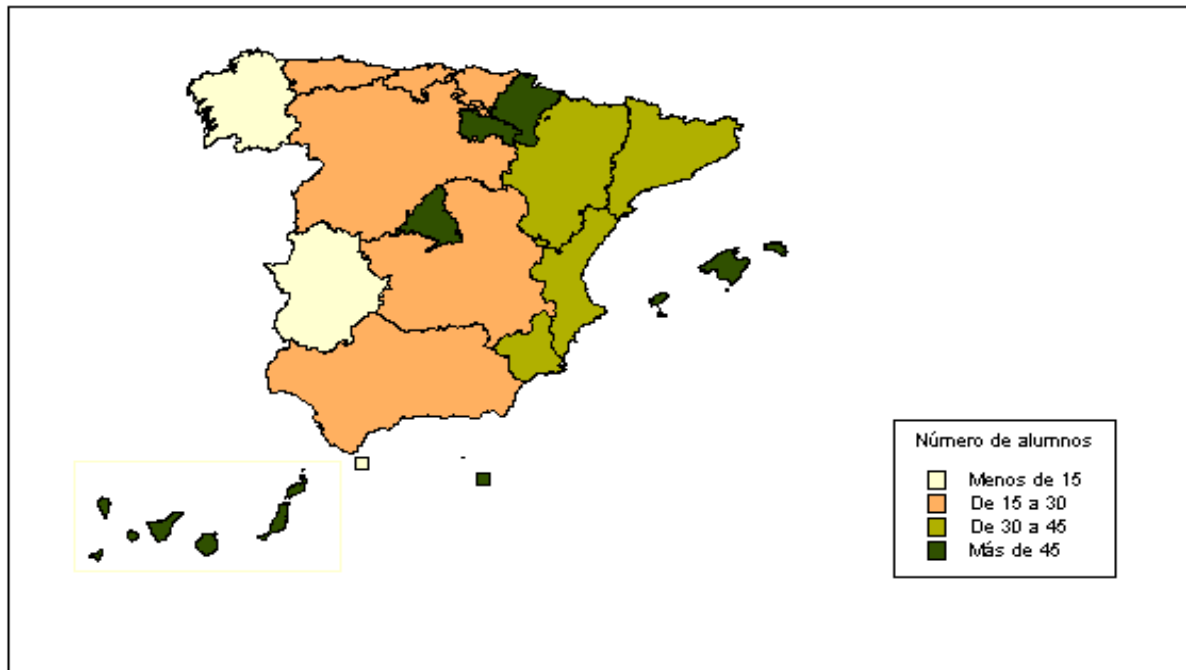 Número de alumnos
Menos de 15
De 15 a 30
De 30 a 45
Más de 45